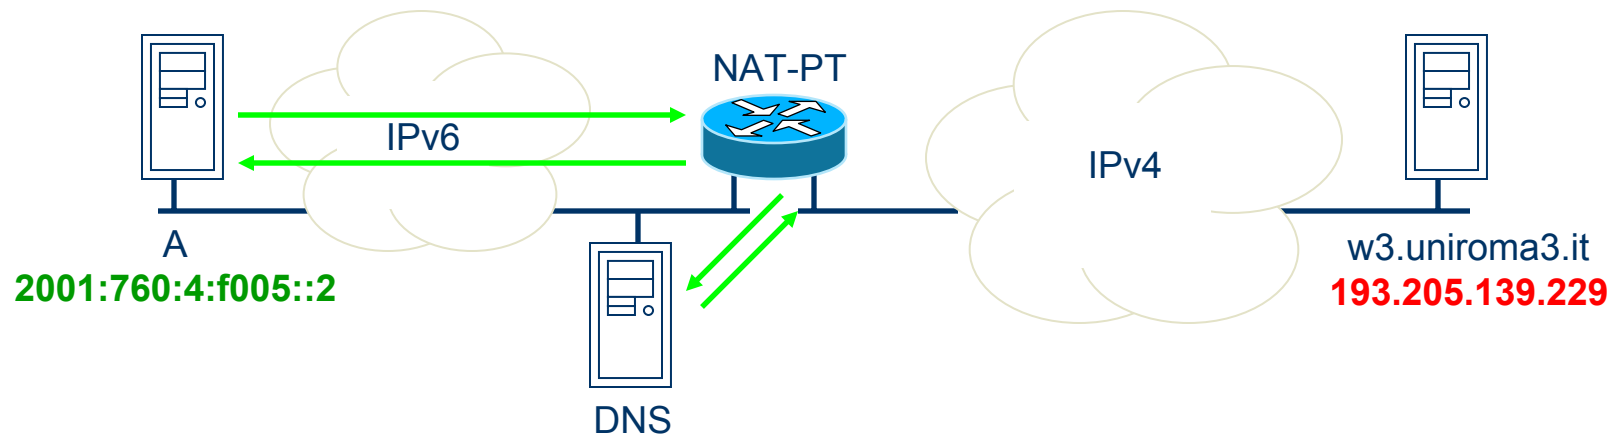 NAT-PT
IPv6
IPv4
A
2001:760:4:f005::2
w3.uniroma3.it
193.205.139.229
DNS